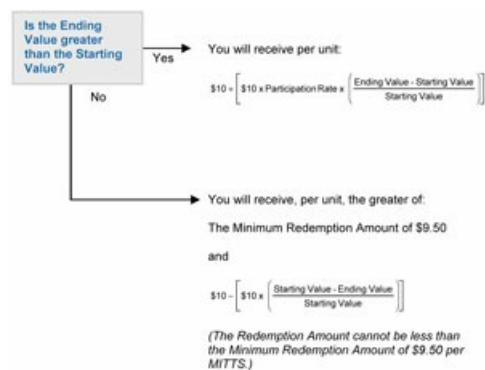 Is the Ending
Value greater
than the Starting
Value?
Yes
You will receive per unit:
$10 + [$10 x Participation Rate x (Ending Value - Starting Value / Starting Value)]
No
You will receive, per unit, the greater of:
The Minimum Redemption Amount of $9.50
and
$10 – [$10 x (Starting Value - Ending Value / Starting Value)]
(The Redemption Amount cannot be less than
the Minimum Redemption Amount of $9.50 per
MITTS.)